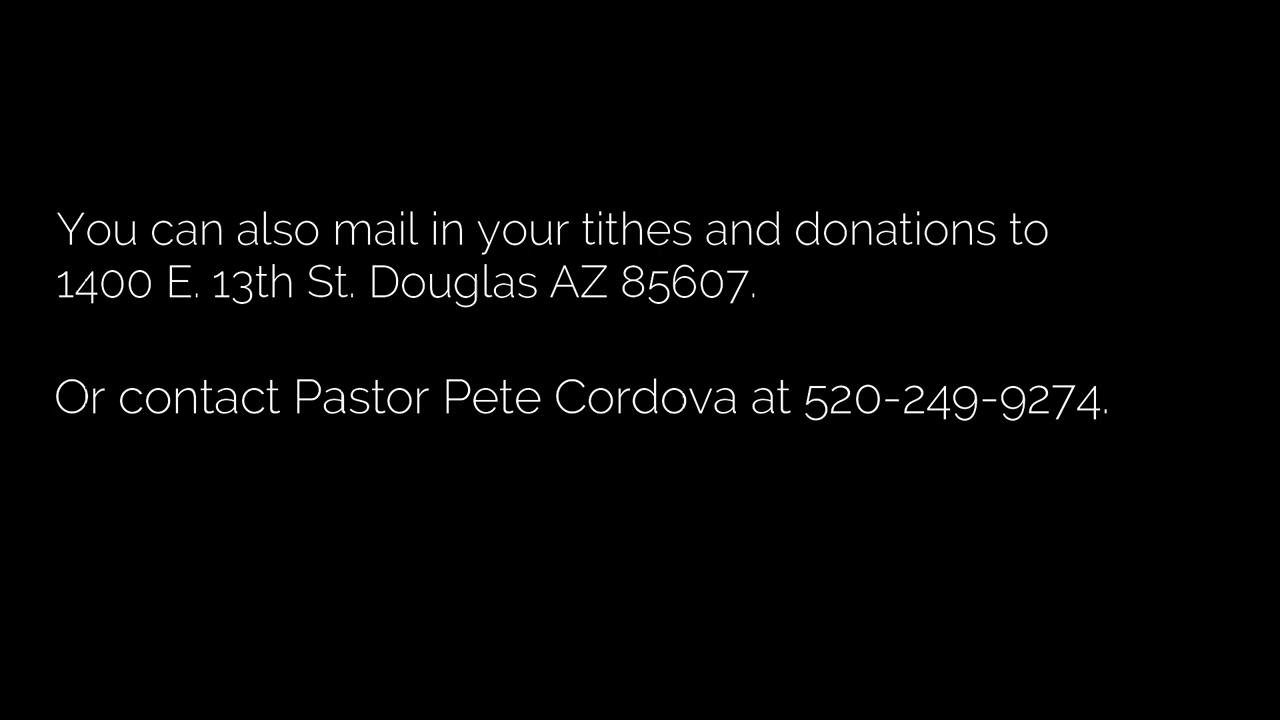 You can also mail in your tithes and donations to
1400 E. 13th St. Douglas AZ 85607.
Or contact Pastor Pete Cordova at 520-249-9274.